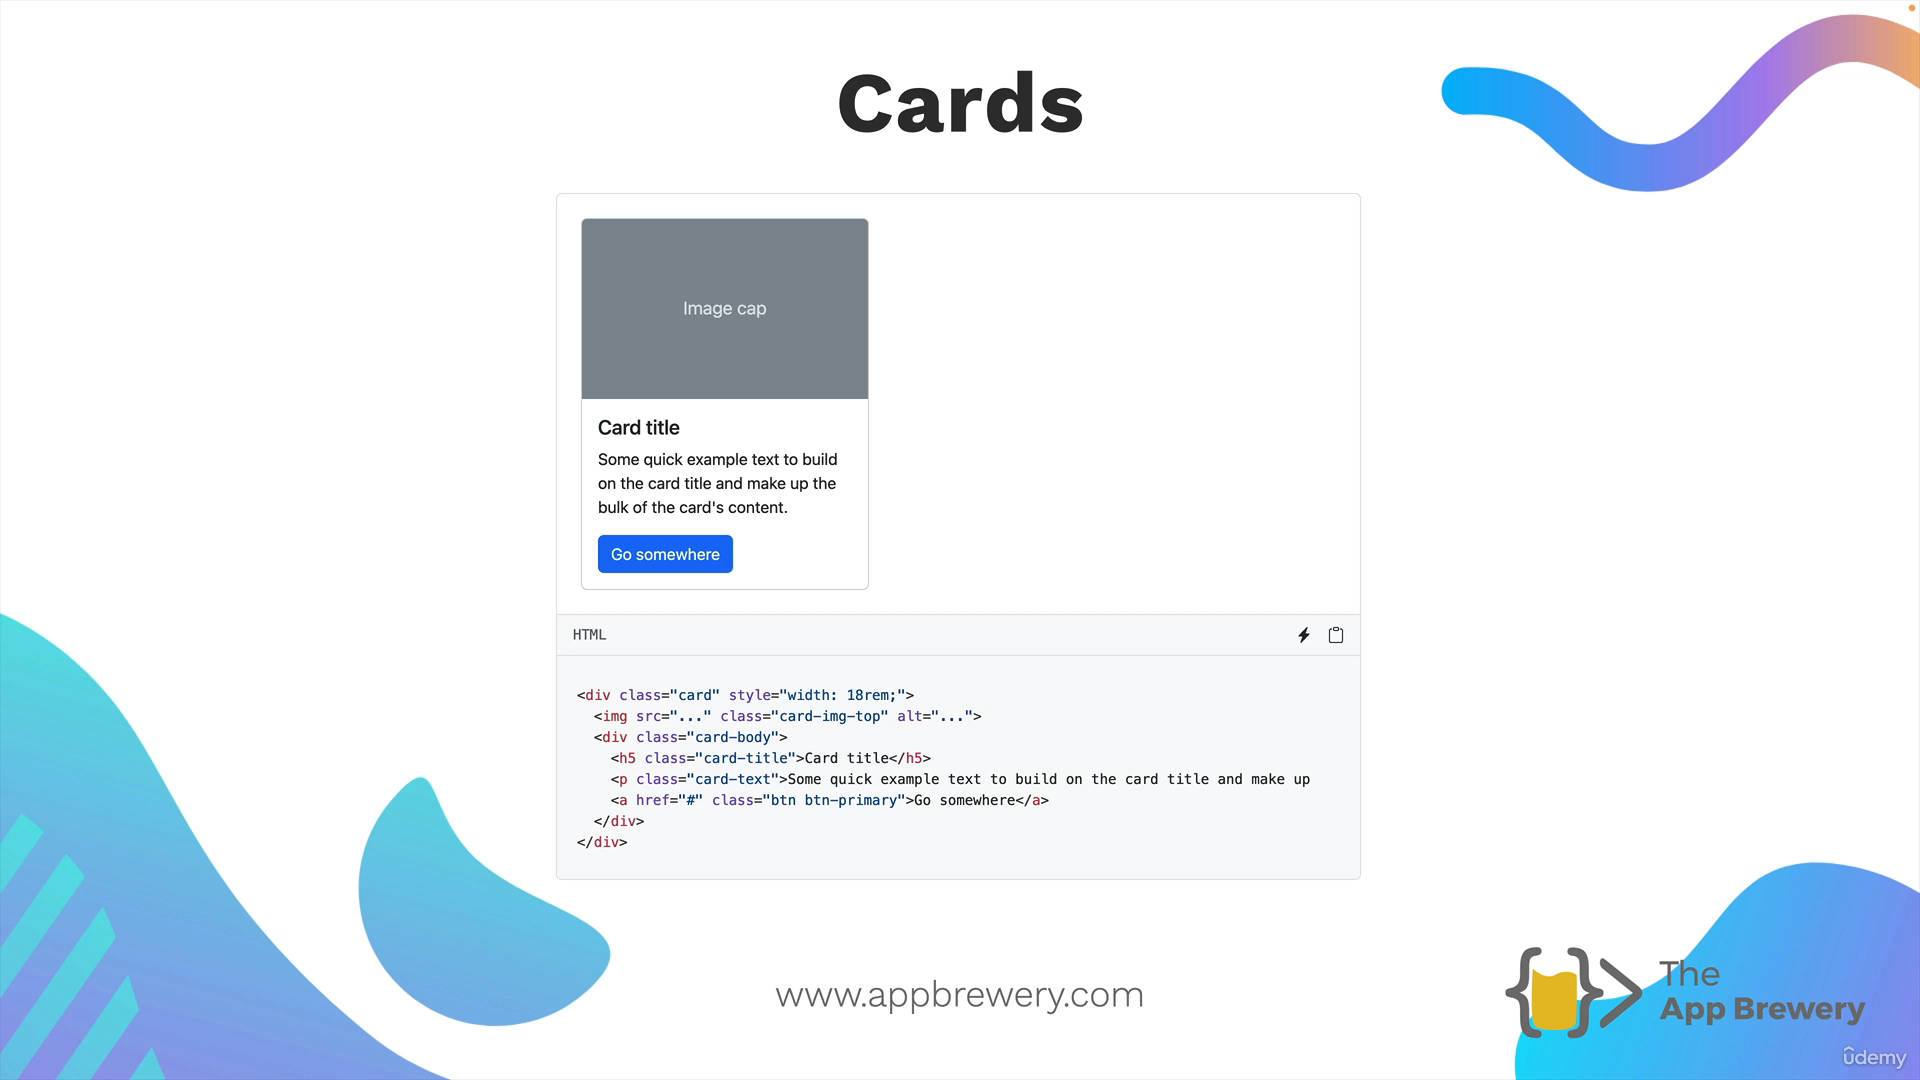 Cards
Image cap
Card title
Some quick example text to build
on the card title and make up the
bulk of the card's content.
Go somewhere
HTML
<div class="card" style="width: 18rem;">
  <img src="..." class="card-img-top" alt="...">
  <div class="card-body">
    <h5 class="card-title">Card title</h5>
    <p class="card-text">Some quick example text to build on the card title and make up
    <a href="#" class="btn btn-primary">Go somewhere</a>
  </div>
</div>
www.appbrewery.com
The
App Brewery
ûdemy